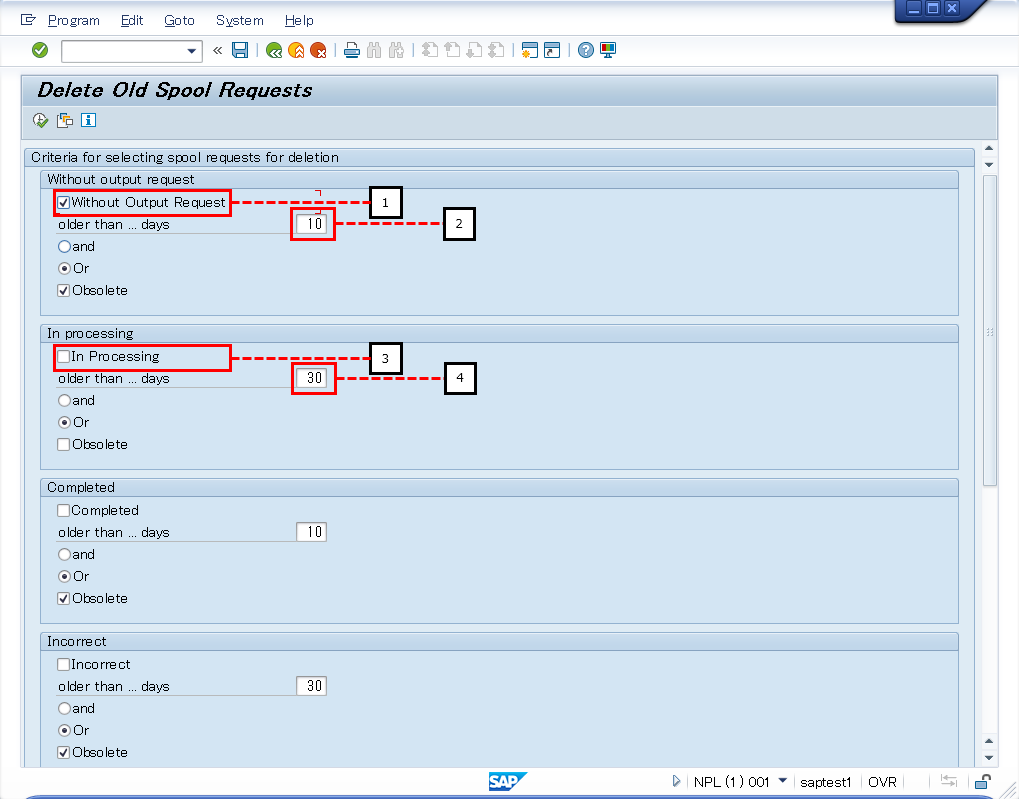 Program Edit Goto System Help
Delete Old Spool Requests
Criteria for selecting spool requests for deletion
Without output request
Without Output Request
1
older than ... days 10
2
and
Or
Obsolete
In processing
In Processing
3
older than ... days 30
4
and
Or
Obsolete
Completed
Completed
older than ... days 10
and
Or
Obsolete
Incorrect
Incorrect
older than ... days 30
and
Or
Obsolete
SAP NPL (1) 001 saptest1 OVR